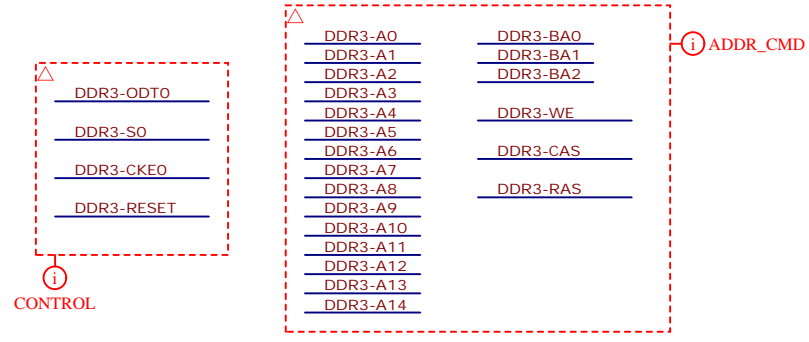 DDR3-ODT0
DDR3-S0
DDR3-CKE0
DDR3-RESET
i
CONTROL
DDR3-A0
DDR3-A1
DDR3-A2
DDR3-A3
DDR3-A4
DDR3-A5
DDR3-A6
DDR3-A7
DDR3-A8
DDR3-A9
DDR3-A10
DDR3-A11
DDR3-A12
DDR3-A13
DDR3-A14
DDR3-BA0
DDR3-BA1
DDR3-BA2
DDR3-WE
DDR3-CAS
DDR3-RAS
i ADDR_CMD